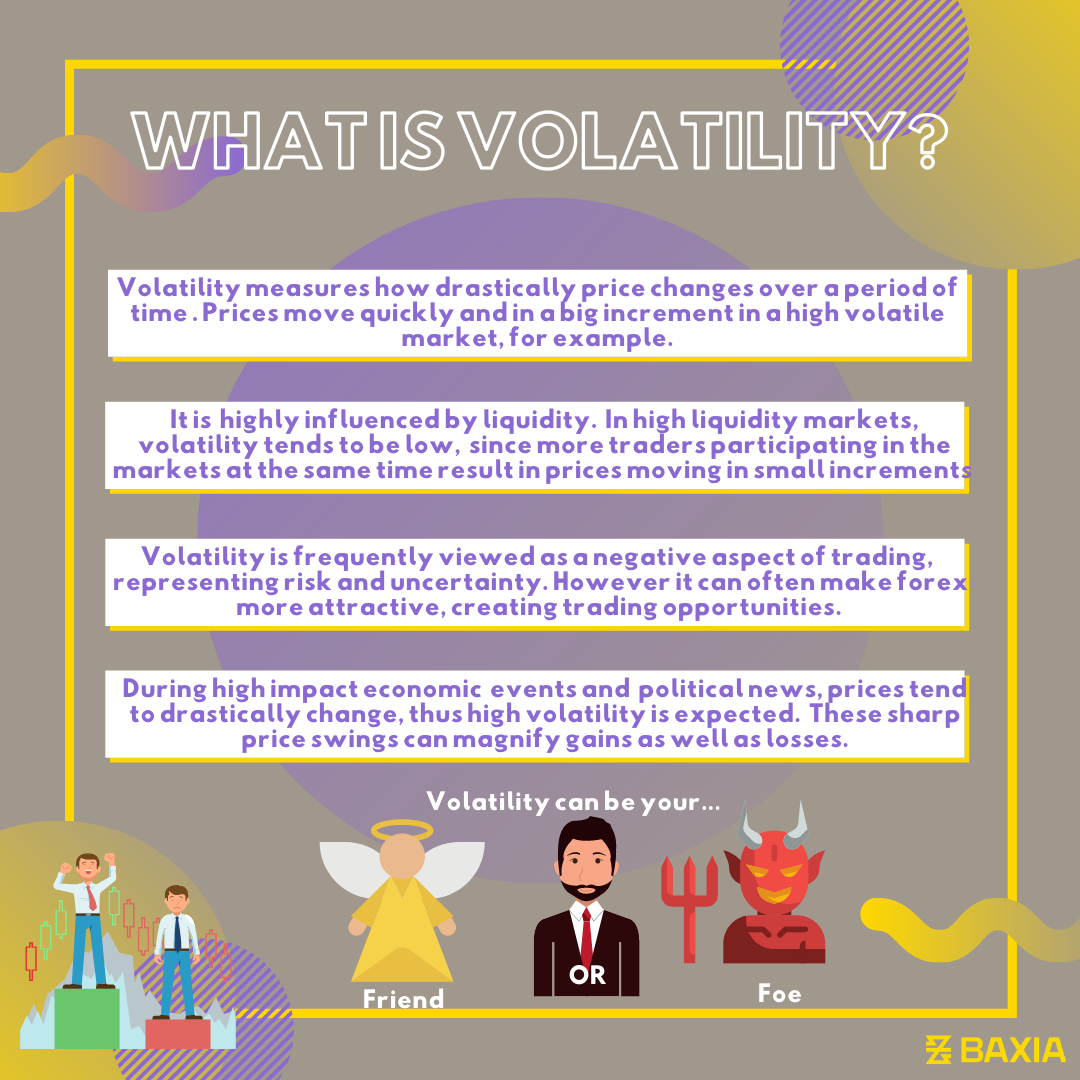 WHAT IS VOLATILITY?
Volatility measures how drastically price changes over a period of
time . Prices move quickly and in a big increment in a high volatile
market, for example.
It is highly influenced by liquidity. In high liquidity markets,
volatility tends to be low, since more traders participating in the
markets at the same time result in prices moving in small increments
Volatility is frequently viewed as a negative aspect of trading,
representing risk and uncertainty. However it can often make forex
more attractive, creating trading opportunities.
During high impact economic events and political news, prices tend
to drastically change, thus high volatility is expected. These sharp
price swings can magnify gains as well as losses.
Volatility can be your...
Friend
OR
Foe
BAXIA